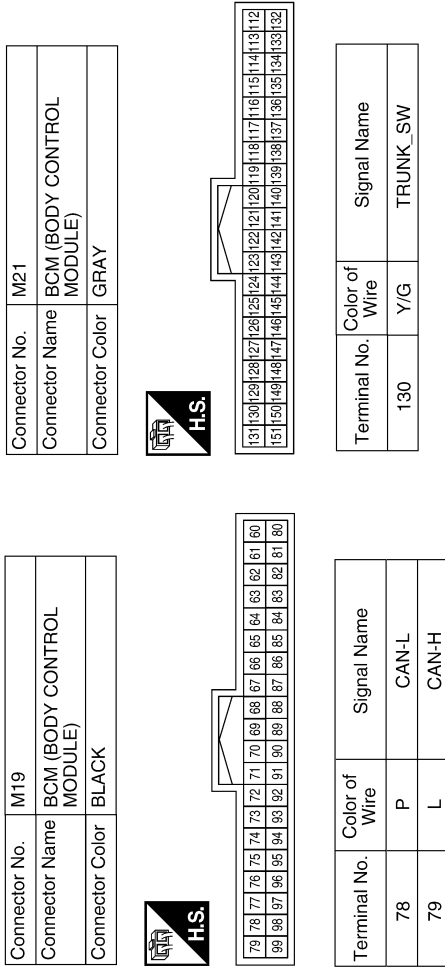 Connector No. M19
Connector Name BCM (BODY CONTROL
MODULE)
Connector Color BLACK
H.S.
79 78 77 76 75 74 73 72 71 70 69 68 67 66 65 64 63 62 61 60
99 98 97 96 95 94 93 92 91 90 89 88 87 86 85 84 83 82 81 80
Terminal No. Color of
Wire Signal Name
78 P CAN-L
79 L CAN-H
Connector No. M21
Connector Name BCM (BODY CONTROL
MODULE)
Connector Color GRAY
H.S.
131 130 129 128 127 126 125 124 123 122 121 120 119 118 117 116 115 114 113 112
151 150 149 148 147 146 145 144 143 142 141 140 139 138 137 136 135 134 133 132
Terminal No. Color of
Wire Signal Name
130 Y/G TRUNK_SW